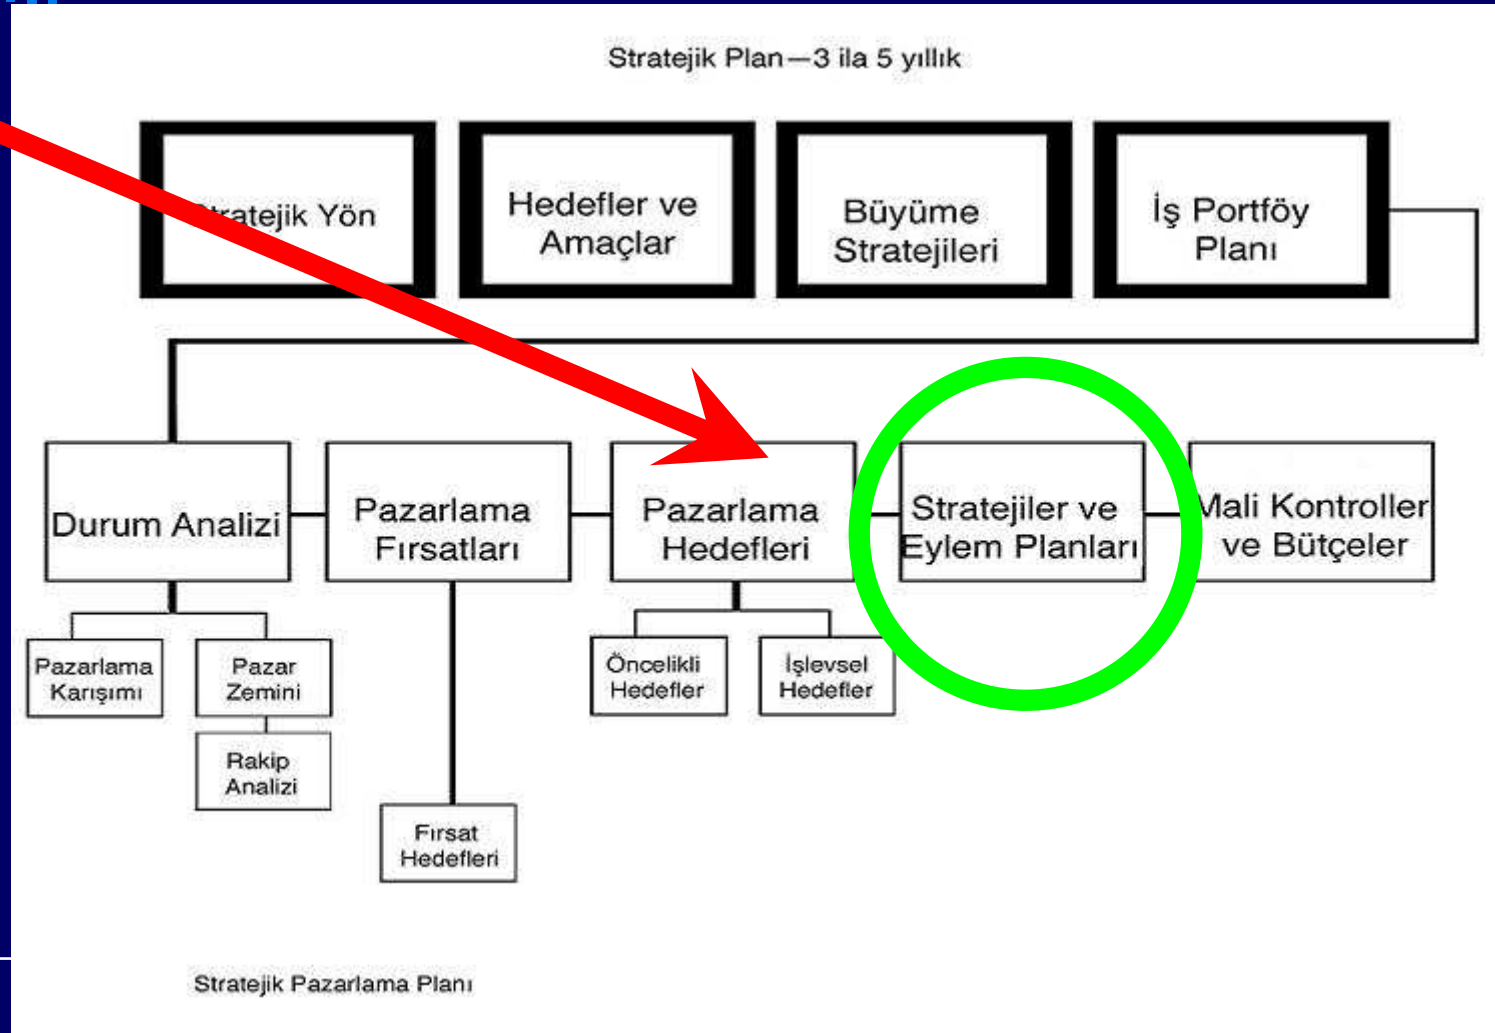 Stratejik Plan—3 ila 5 yıllık
Stratejik Yön
Hedefler ve
Amaçlar
Büyüme
Stratejileri
İş Portföy
Planı
Durum Analizi
Pazarlama
Fırsatları
Pazarlama
Hedefleri
Stratejiler ve
Eylem Planları
Mali Kontroller
ve Bütçeler
Pazarlama
Karışımı
Pazar
Zemini
Rakip
Analizi
Fırsat
Hedefleri
Öncelikli
Hedefler
İşlevsel
Hedefler
Stratejik Pazarlama Planı